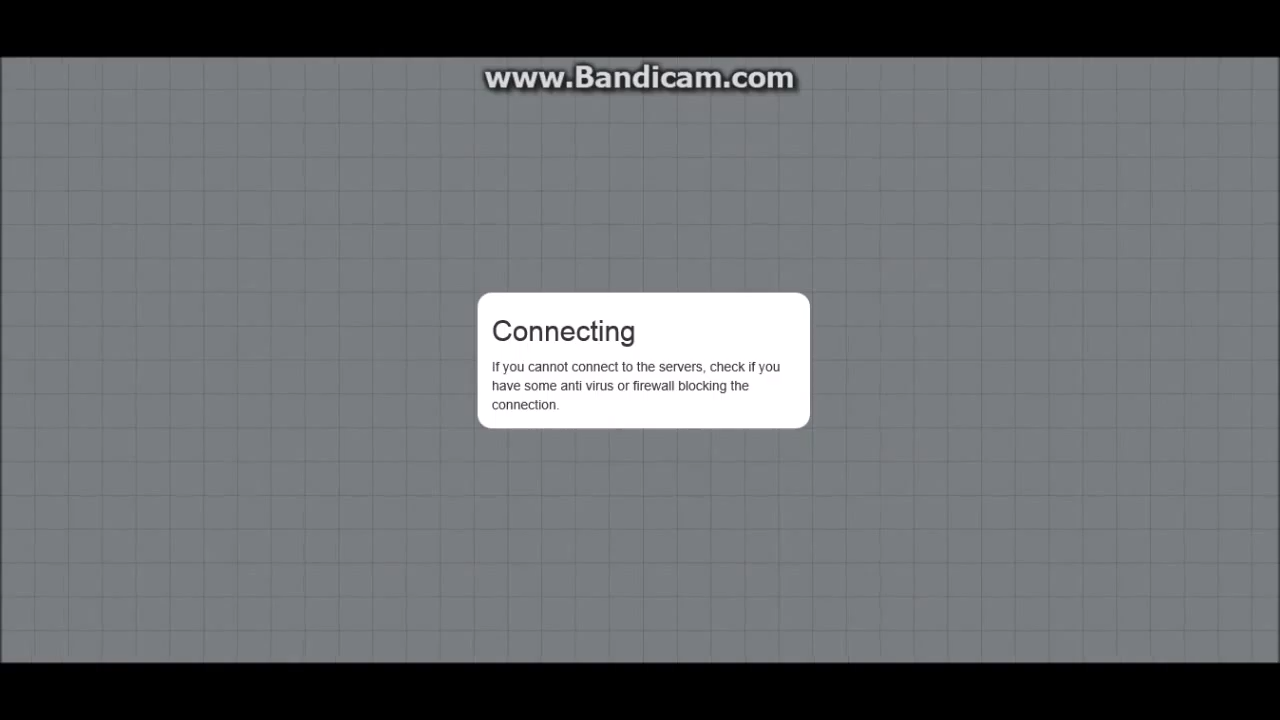 www.Bandicam.com
Connecting
If you cannot connect to the servers, check if you
have some anti virus or firewall blocking the
connection.